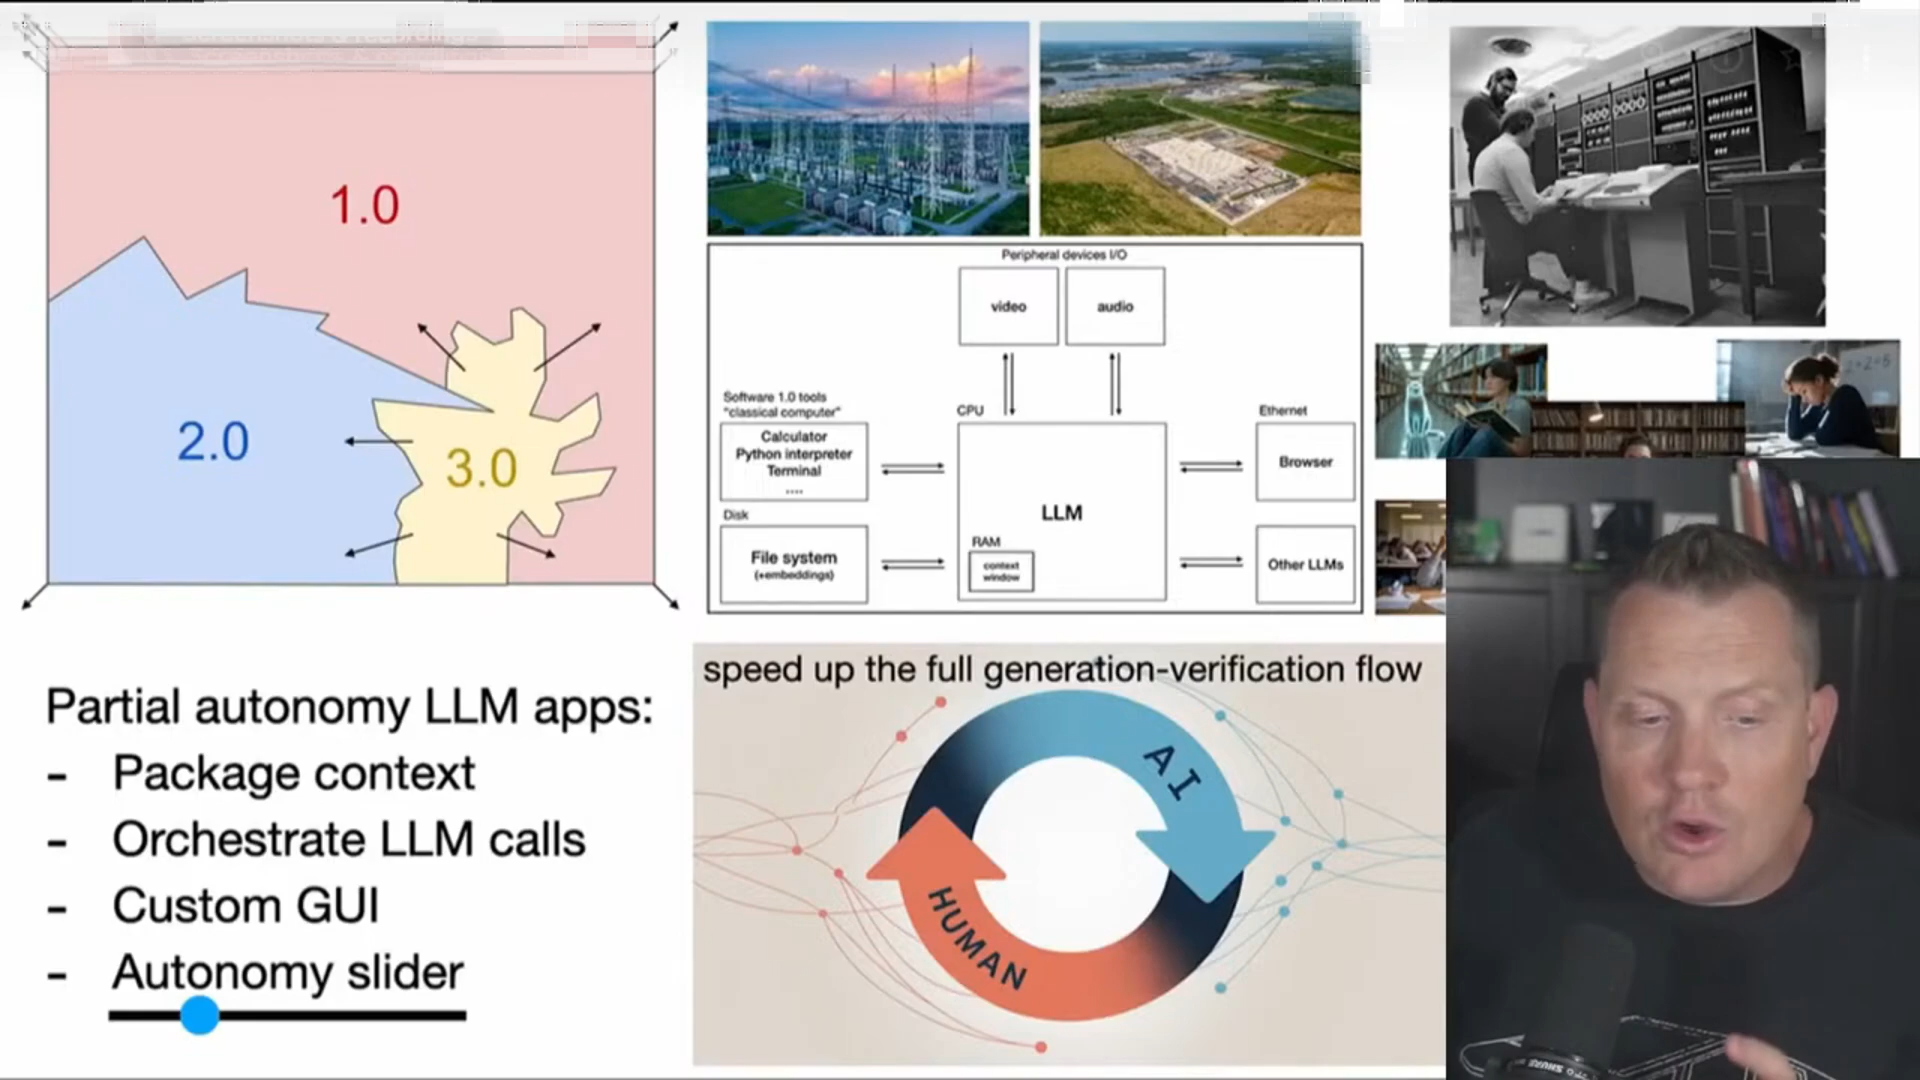 1.0
2.0
3.0
Partial autonomy LLM apps:
- Package context
- Orchestrate LLM calls
- Custom GUI
- Autonomy slider
Peripheral devices I/O
video
audio
Software 1.0 tools
"classical computer"
Calculator
Python interpreter
Terminal
....
Disk
File system
(+embeddings)
CPU
LLM
RAM
context
window
Ethernet
Browser
Other LLMs
speed up the full generation-verification flow
AI
HUMAN
SHURE